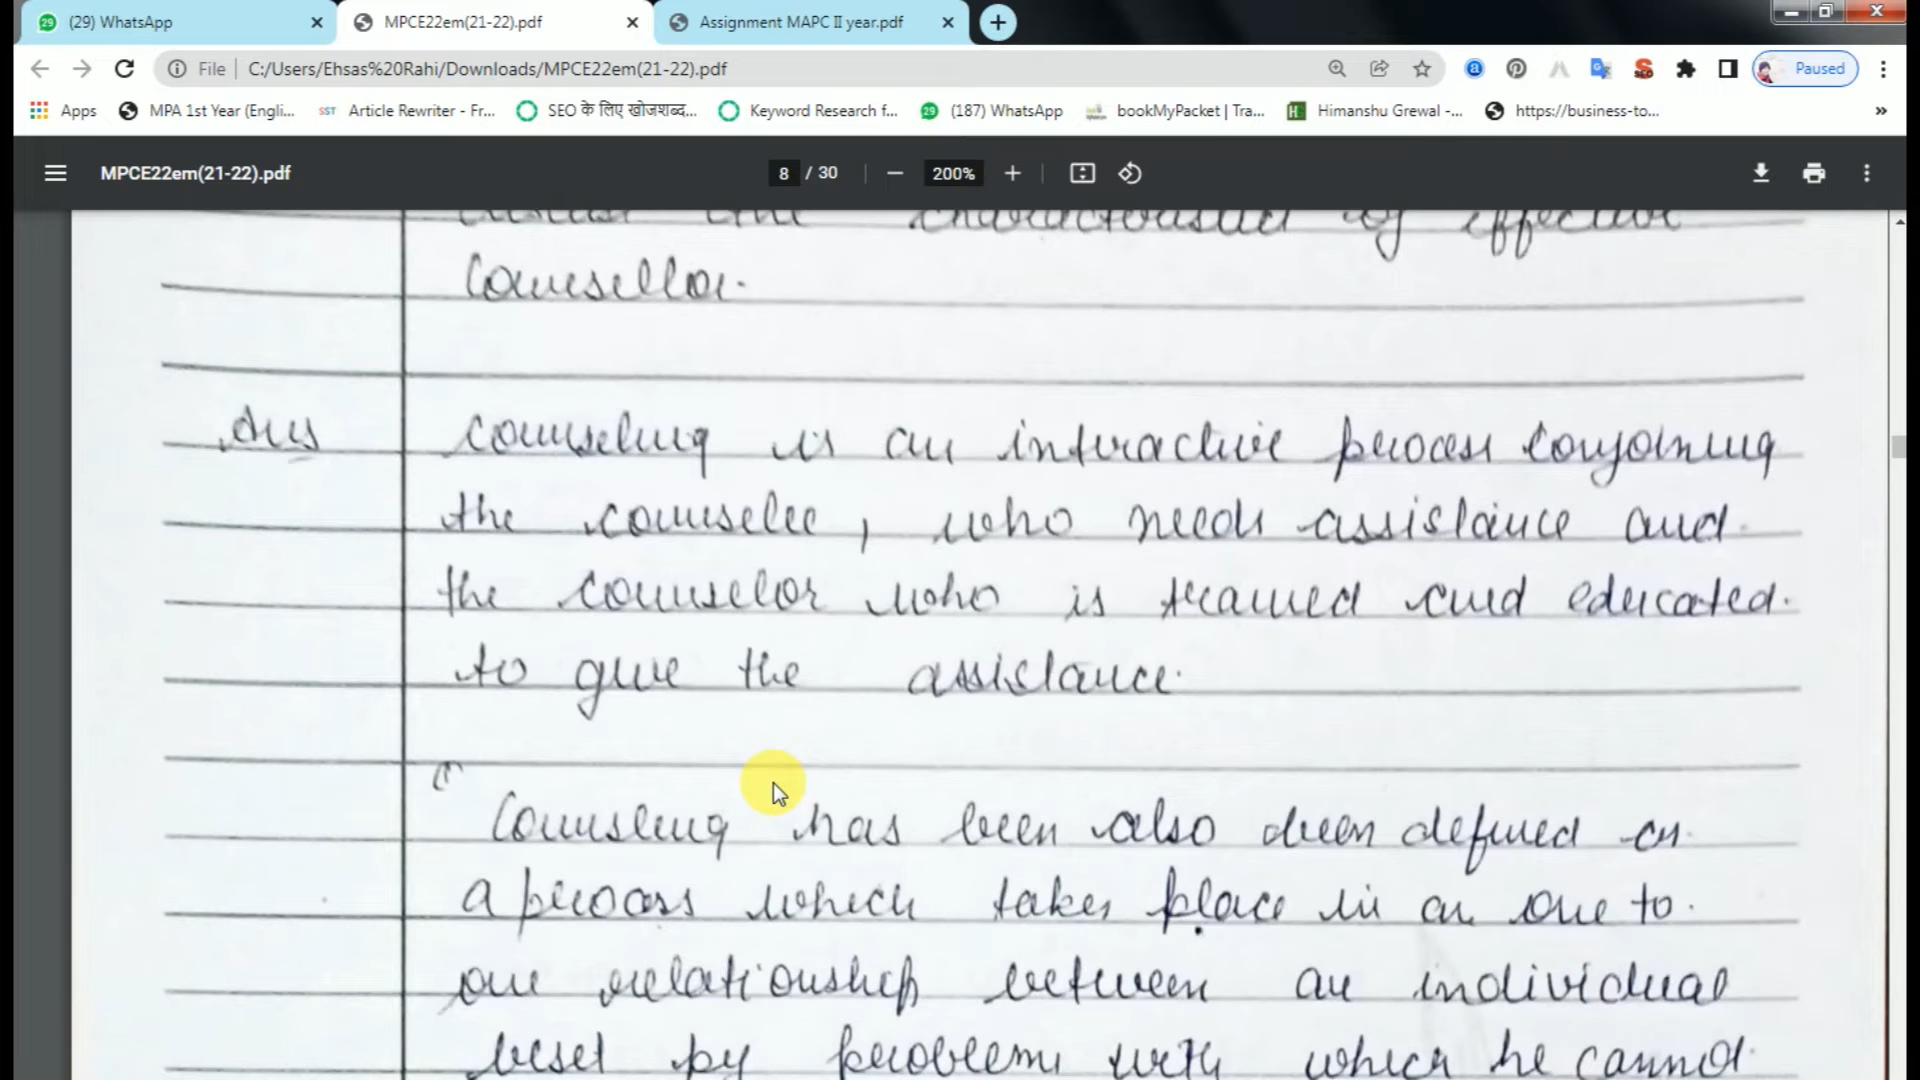 (29) WhatsApp
MPCE22em(21-22).pdf
Assignment MAPC II year.pdf
File | C:/Users/Ehsas%20Rahi/Downloads/MPCE22em(21-22).pdf
Paused
Apps
MPA 1st Year (Engli...
SST Article Rewriter - Fr...
SEO के लिए खोजशब्द...
Keyword Research f...
(187) WhatsApp
bookMyPacket | Tra...
Himanshu Grewal -...
https://business-to...
»
MPCE22em(21-22).pdf
8 / 30
200%
the characteristics of effective
Counsellor.
Ans
counseling is an interactive process conjoining
the counselee, who needs assistance and
the counselor who is trained and educated
to give the assistance.
Counseling has been also been defined as
a process which takes place in an one to
one relationship between an individual
beset by problems with which he cannot